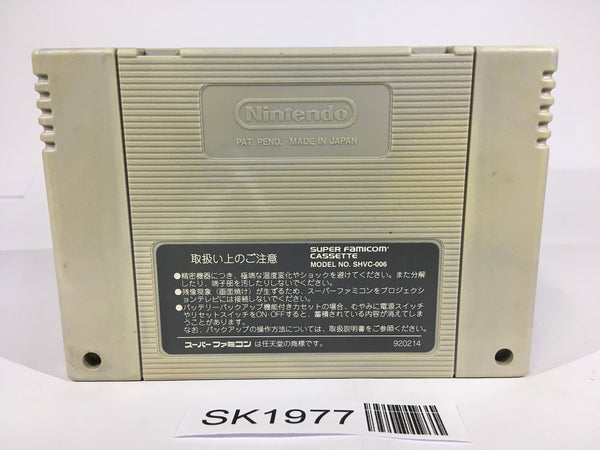 Nintendo
PAT. PEND. MADE IN JAPAN
取扱い上のご注意
SUPER FAMICOM
CASSETTE
MODEL NO. SHVC-006
●精密機器につき、極端な温度変化やショックを避けてください。また分解
したり、端子部を汚したりしないでください。
●残像現象（画面焼け）が生ずるため、スーパーファミコンをプロジェクシ
ョンテレビには接続しないでください。
●バッテリーバックアップ機能付きカセットの場合、むやみに電源スイッチ
やリセットスイッチをON・OFFすると、蓄積されている内容が消えてしま
うことがあります。
なお、バックアップの操作方法については、取扱説明書をご参照ください。
スーパーファミコン は任天堂の商標です。
920214
SK1977